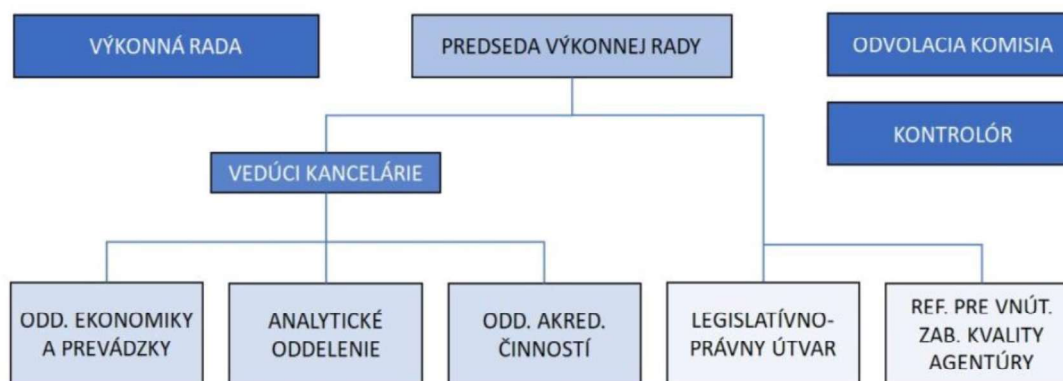 VÝKONNÁ RADA
PREDSEDA VÝKONNEJ RADY
ODVOLACIA KOMISIA
KONTROLÓR
VEDÚCI KANCELÁRIE
ODD. EKONOMIKY
A PREVÁDZKY
ANALYTICKÉ
ODDELENIE
ODD. AKRED.
ČINNOSTÍ
LEGISLATÍVNO-
PRÁVNY ÚTVAR
REF. PRE VNÚT.
ZAB. KVALITY
AGENTÚRY